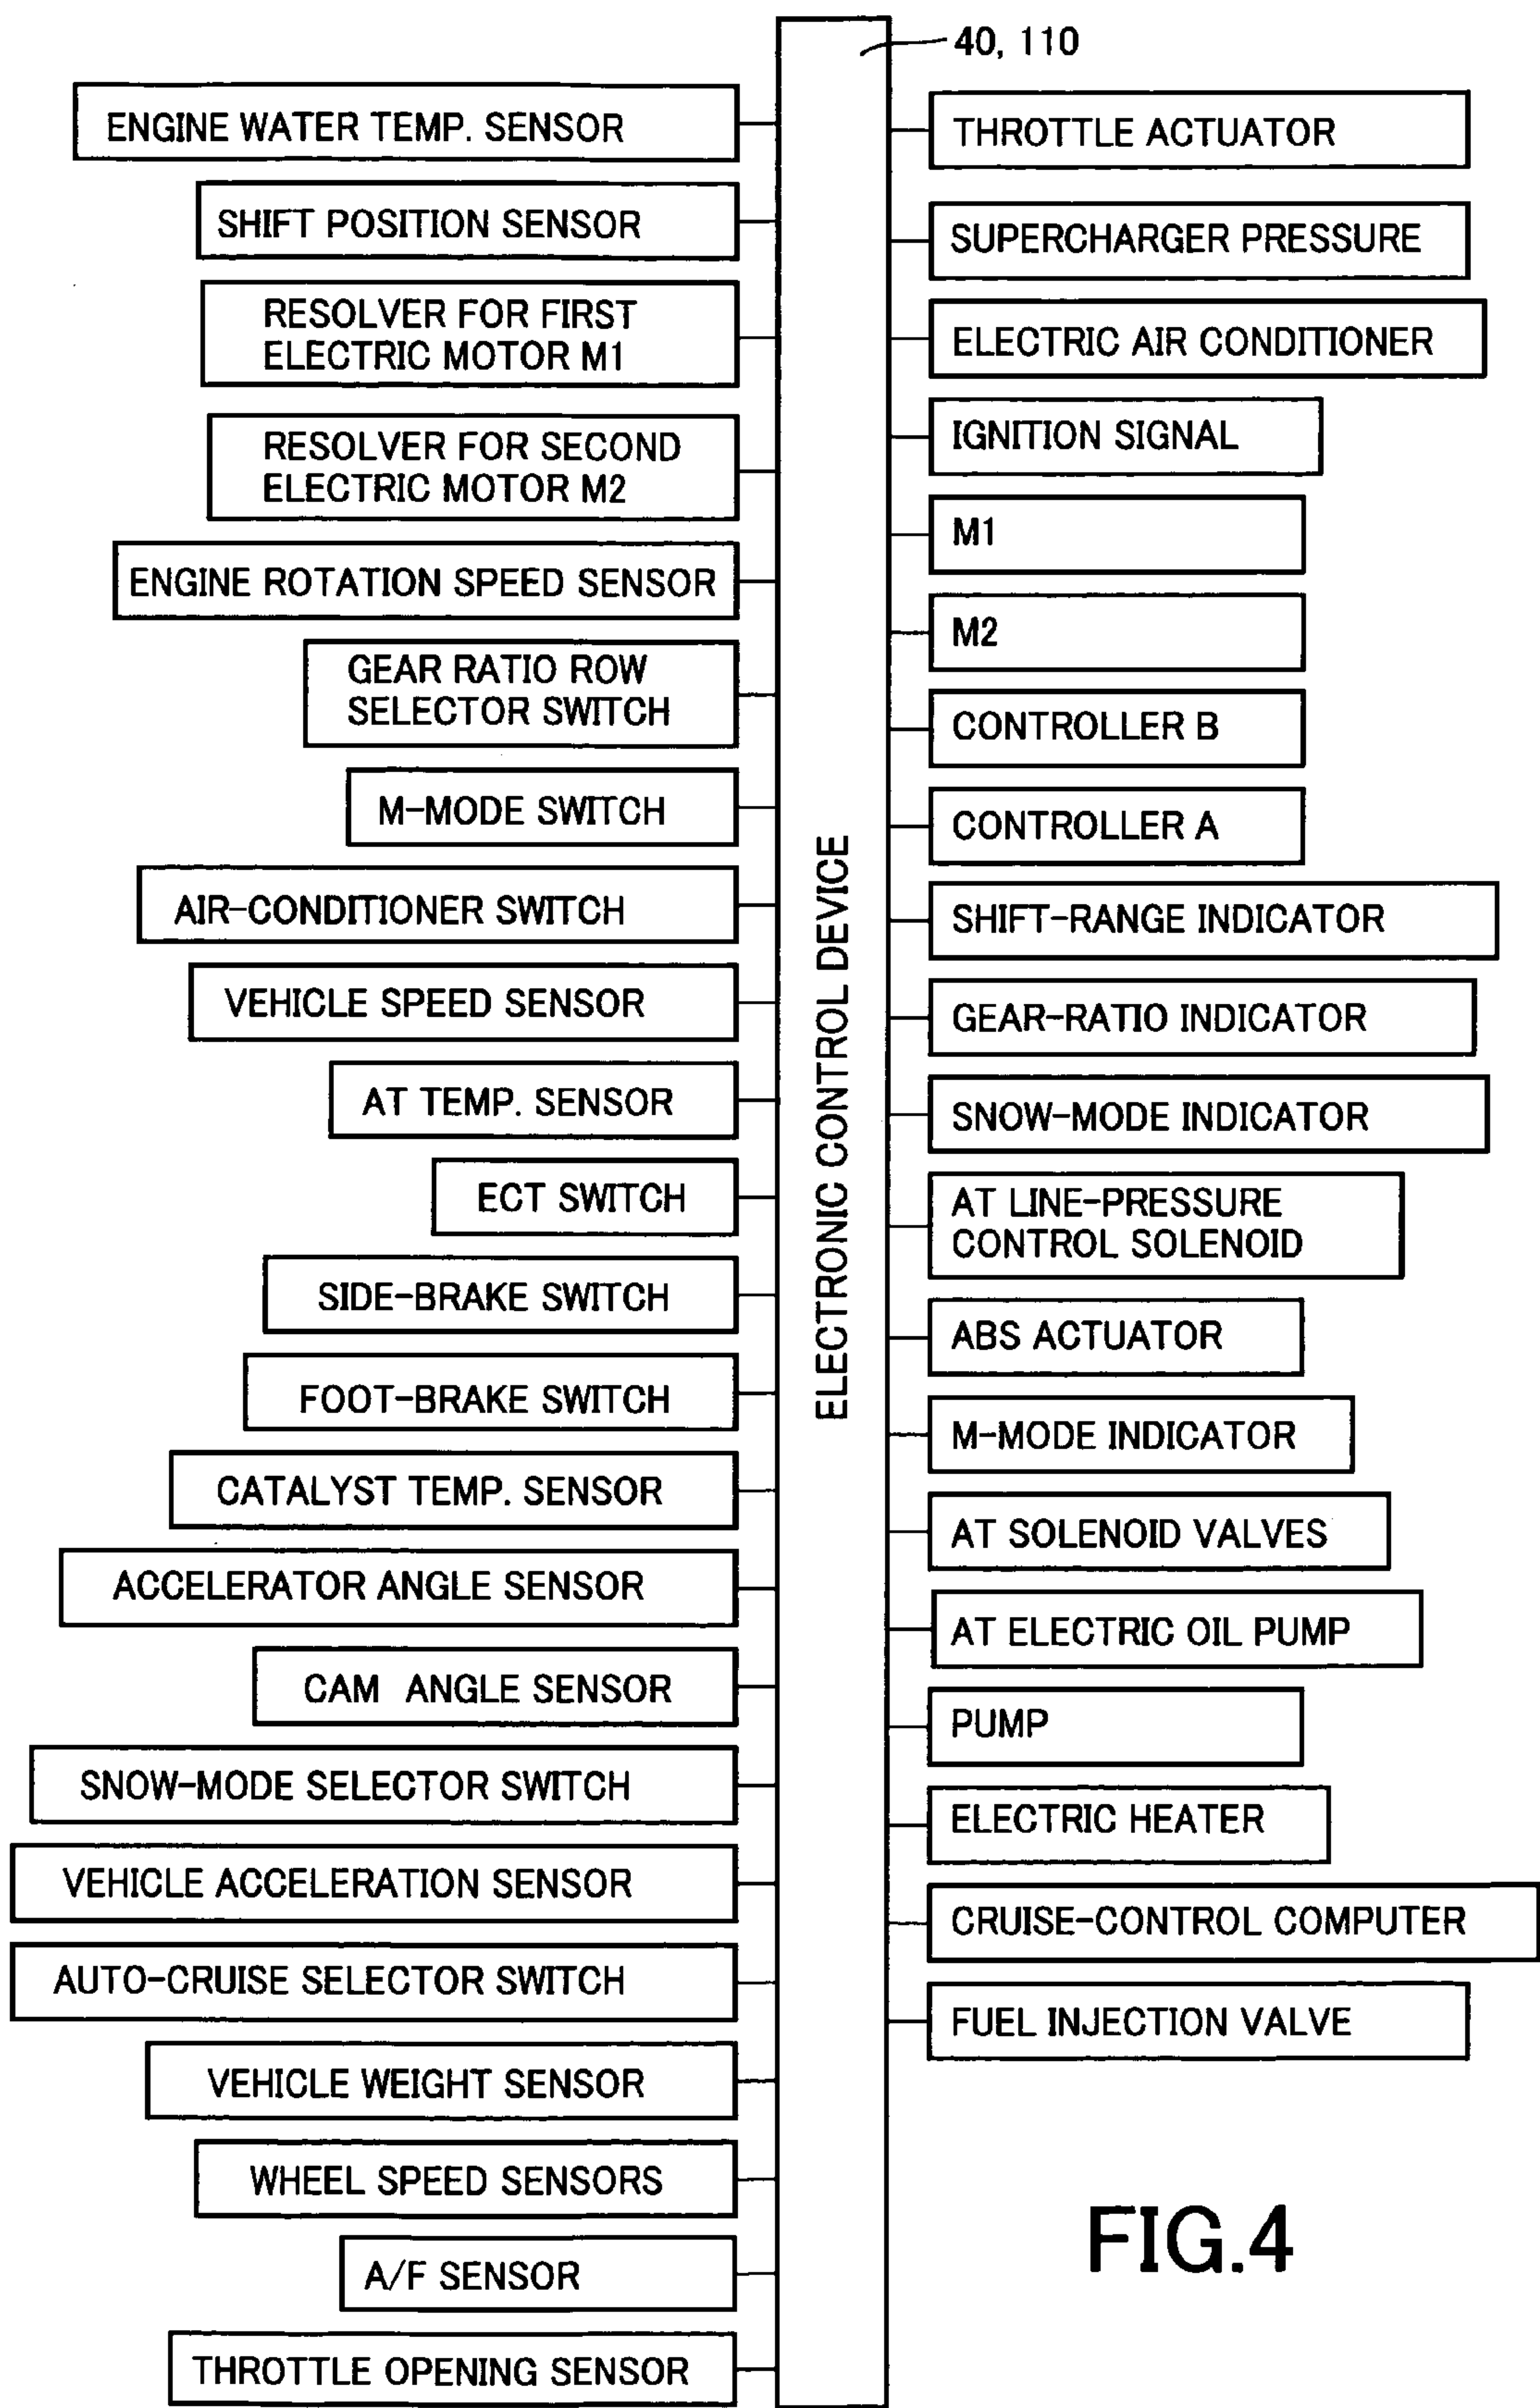 40, 110
ENGINE WATER TEMP. SENSOR
SHIFT POSITION SENSOR
RESOLVER FOR FIRST
ELECTRIC MOTOR M1
RESOLVER FOR SECOND
ELECTRIC MOTOR M2
ENGINE ROTATION SPEED SENSOR
GEAR RATIO ROW
SELECTOR SWITCH
M-MODE SWITCH
AIR-CONDITIONER SWITCH
VEHICLE SPEED SENSOR
AT TEMP. SENSOR
ECT SWITCH
SIDE-BRAKE SWITCH
FOOT-BRAKE SWITCH
CATALYST TEMP. SENSOR
ACCELERATOR ANGLE SENSOR
CAM ANGLE SENSOR
SNOW-MODE SELECTOR SWITCH
VEHICLE ACCELERATION SENSOR
AUTO-CRUISE SELECTOR SWITCH
VEHICLE WEIGHT SENSOR
WHEEL SPEED SENSORS
A/F SENSOR
THROTTLE OPENING SENSOR
ELECTRONIC CONTROL DEVICE
THROTTLE ACTUATOR
SUPERCHARGER PRESSURE
ELECTRIC AIR CONDITIONER
IGNITION SIGNAL
M1
M2
CONTROLLER B
CONTROLLER A
SHIFT-RANGE INDICATOR
GEAR-RATIO INDICATOR
SNOW-MODE INDICATOR
AT LINE-PRESSURE
CONTROL SOLENOID
ABS ACTUATOR
M-MODE INDICATOR
AT SOLENOID VALVES
AT ELECTRIC OIL PUMP
PUMP
ELECTRIC HEATER
CRUISE-CONTROL COMPUTER
FUEL INJECTION VALVE
FIG.4